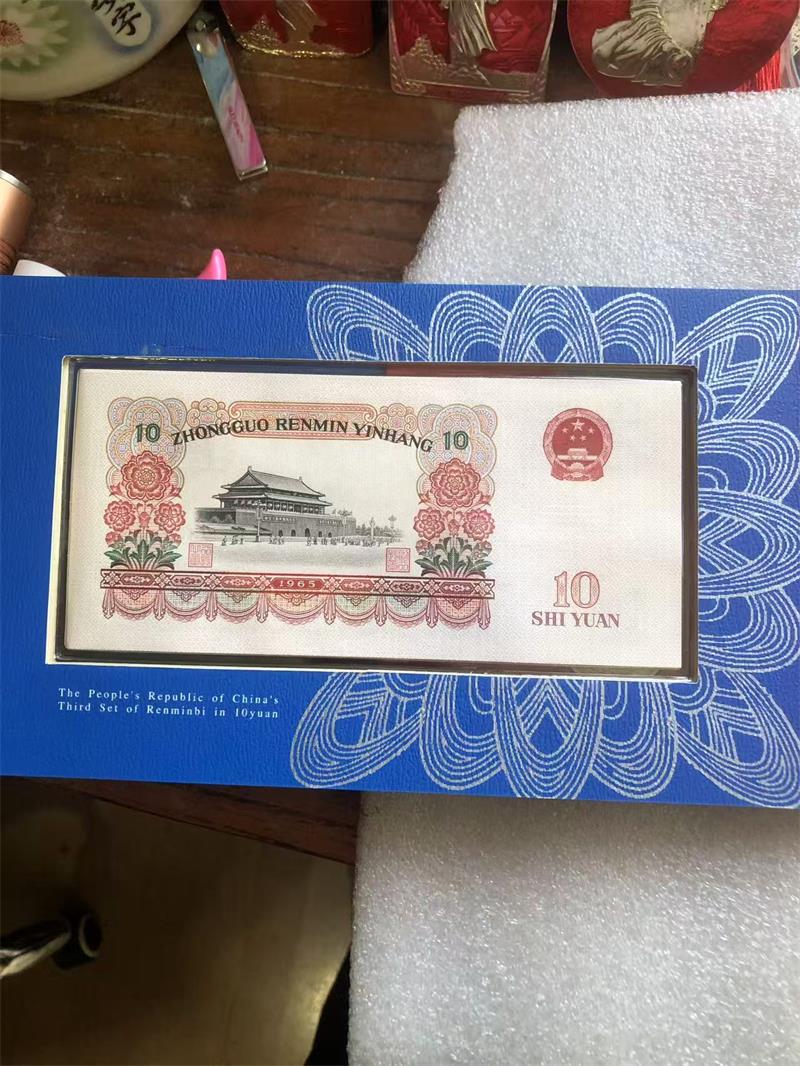 10 ZHONGGUO RENMIN YINHANG 10
1965
10
SHI YUAN
The People's Republic of China's
Third Set of Renminbi in 10yuan